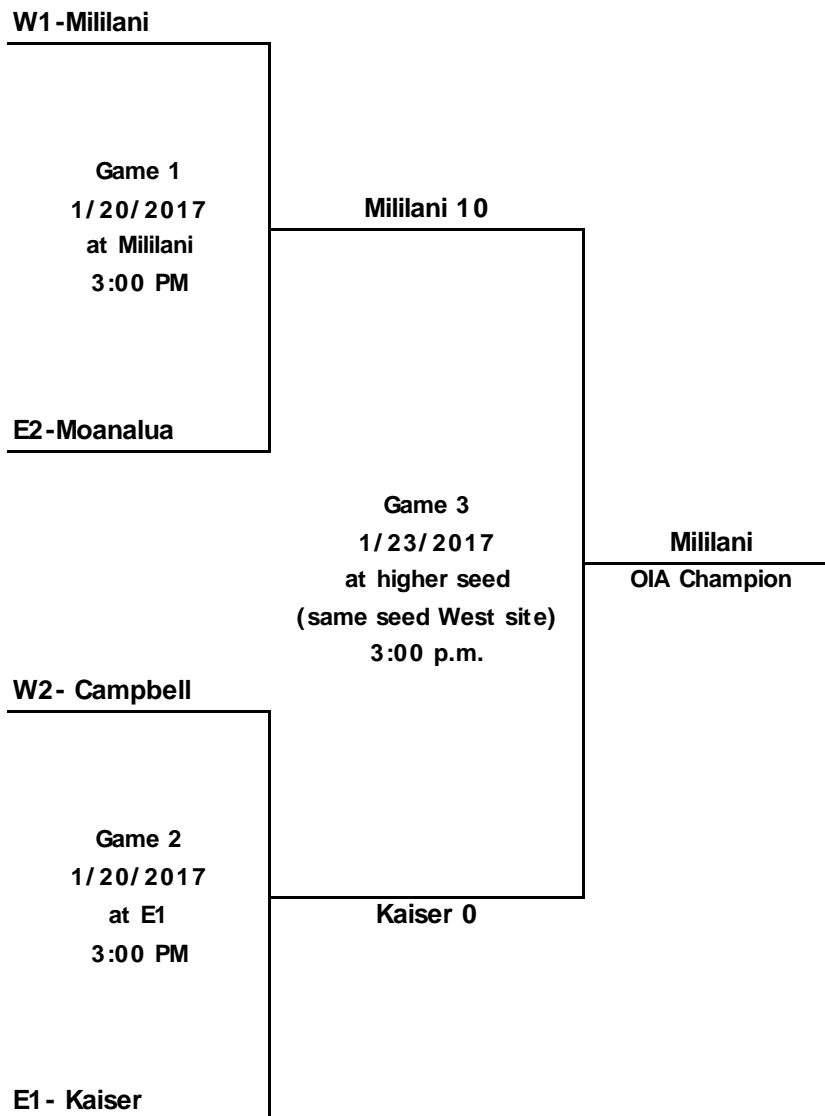 W1-Mililani
Game 1
1/20/2017
at Mililani
3:00 PM
Mililani 10
E2-Moanalua
Game 3
1/23/2017
at higher seed
(same seed West site)
3:00 p.m.
Mililani
OIA Champion
W2- Campbell
Game 2
1/20/2017
at E1
3:00 PM
Kaiser 0
E1- Kaiser